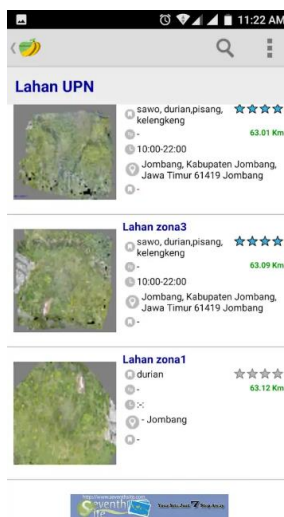 11:22 AM
Lahan UPN
sawo, durian,pisang,
kelengkeng
63.01 Km
-
10:00-22:00
Jombang, Kabupaten Jombang,
Jawa Timur 61419 Jombang
-
Lahan zona3
sawo, durian,pisang,
kelengkeng
63.09 Km
-
10:00-22:00
Jombang, Kabupaten Jombang,
Jawa Timur 61419 Jombang
-
Lahan zona1
durian
63.12 Km
-
-:-
- Jombang
-